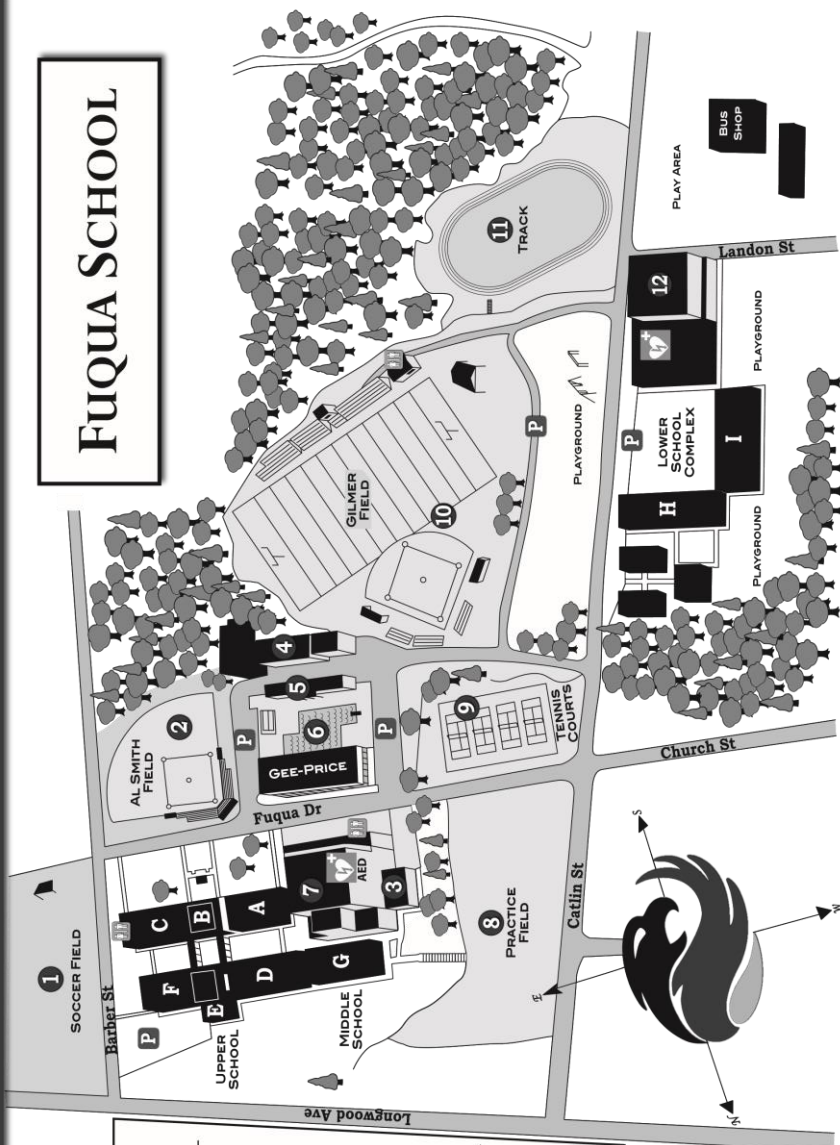 FUQUA SCHOOL
1
SOCCER FIELD
Barber St
P
AL SMITH
FIELD
2
P
4
5
6
GEE-PRICE
P
Fuqua Dr
C
B
A
F
E
D
G
7
AED
3
UPPER
SCHOOL
MIDDLE
SCHOOL
Longwood Ave
8
PRACTICE
FIELD
9
TENNIS
COURTS
GILMER
FIELD
10
11
TRACK
P
PLAYGROUND
Catlin St
Church St
Landon St
PLAY AREA
BUS
SHOP
12
P
LOWER
SCHOOL
COMPLEX
H
I
PLAYGROUND
PLAYGROUND
N
E
S
W